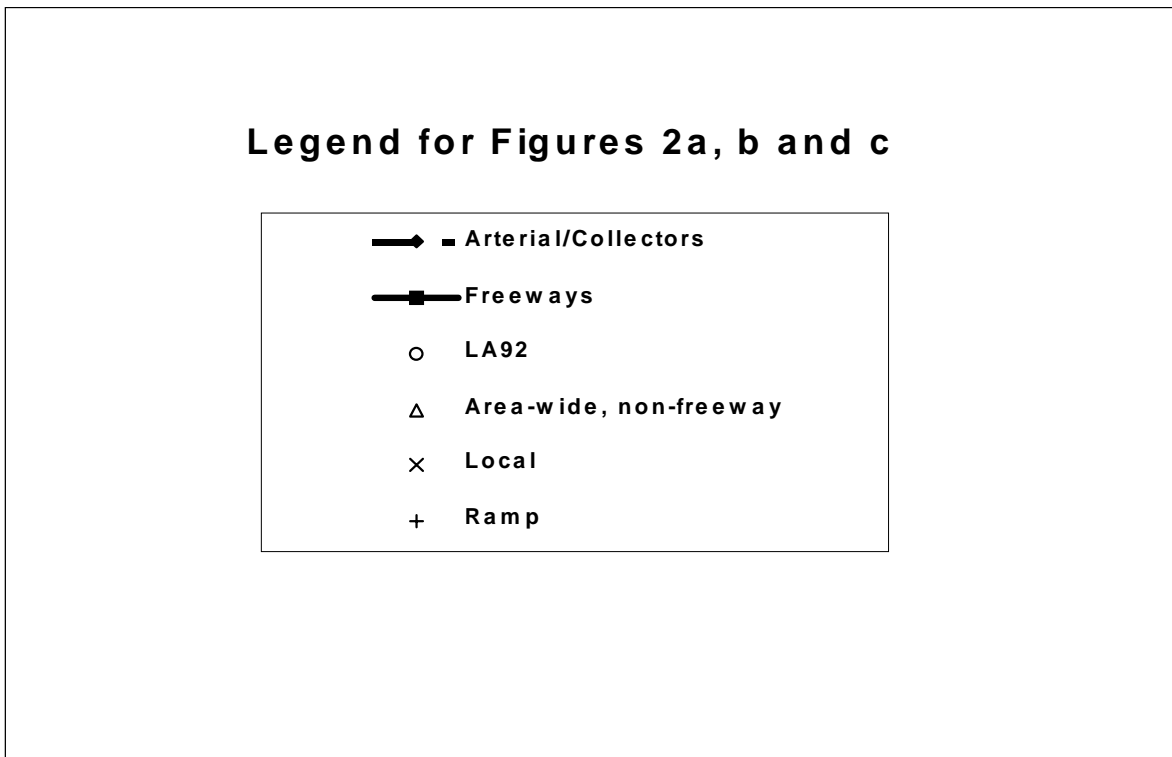 Legend for Figures 2a, b and c
Arterial/Collectors
Freeways
LA92
Area-wide, non-freeway
Local
Ramp